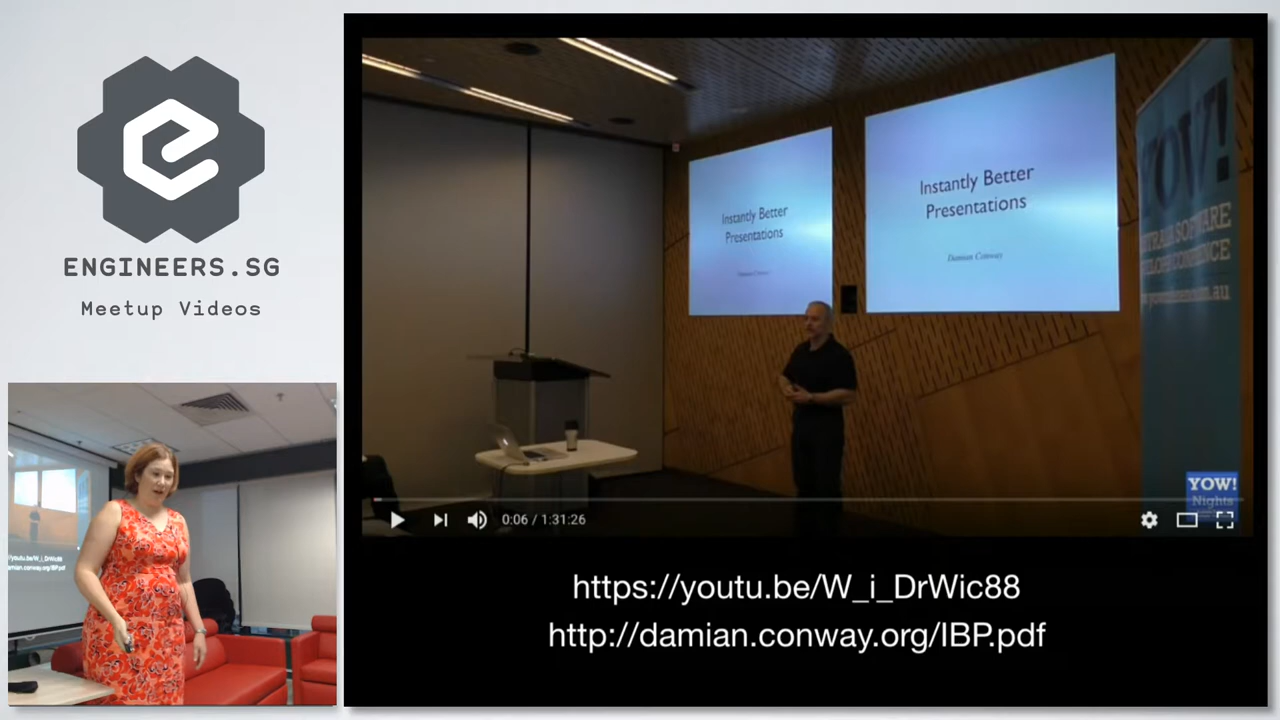 ENGINEERS.SG
Meetup Videos
Instantly Better
Presentations
Damian Conway
Instantly Better
Presentations
YOW!
YOW!
Nights
0:06 / 1:31:26
https://youtu.be/W_i_DrWic88
http://damian.conway.org/IBP.pdf